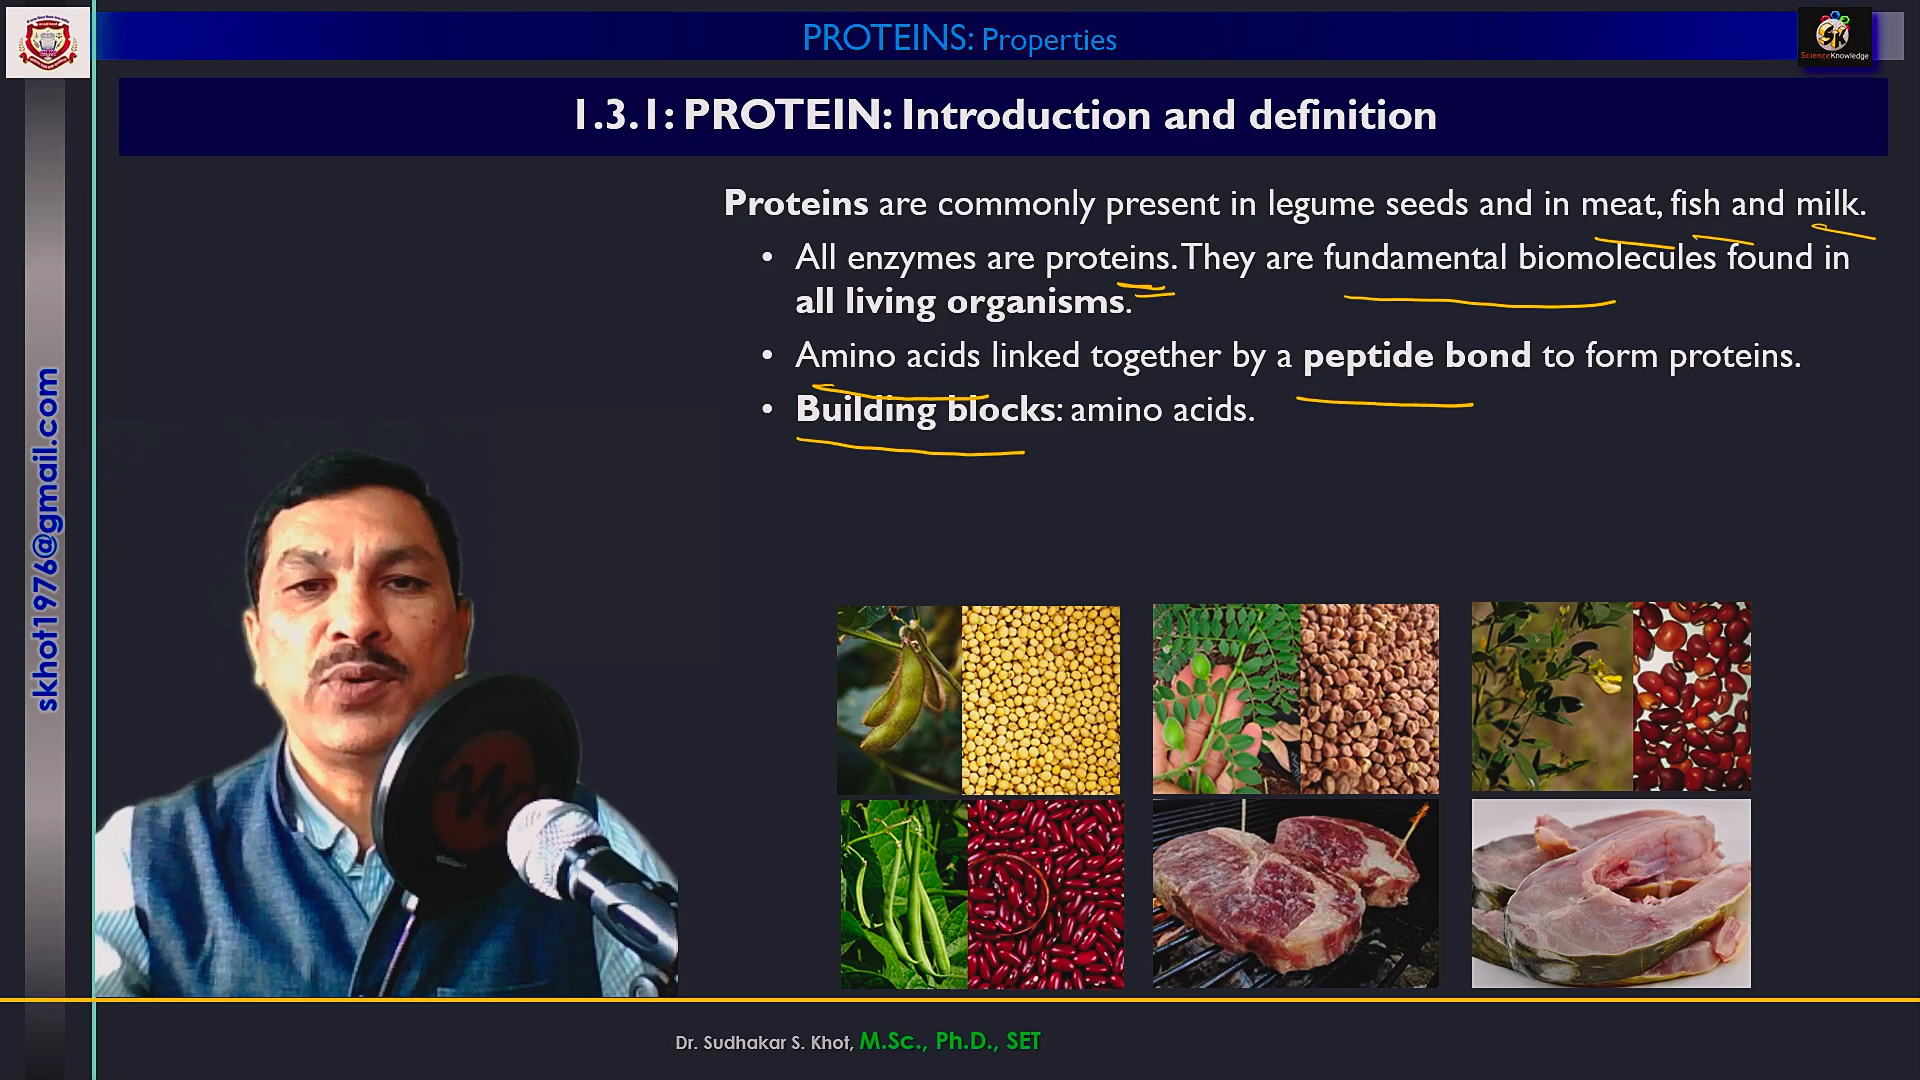 PROTEINS: Properties
ScienceKnowledge
1.3.1: PROTEIN: Introduction and definition
Proteins are commonly present in legume seeds and in meat, fish and milk.
• All enzymes are proteins. They are fundamental biomolecules found in
all living organisms.
• Amino acids linked together by a peptide bond to form proteins.
• Building blocks: amino acids.
skhot1976@gmail.com
Dr. Sudhakar S. Khot, M.Sc., Ph.D., SET